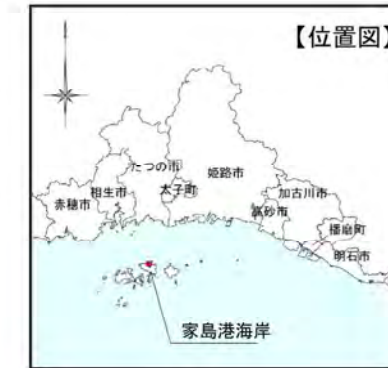 【位置図】
たつの市
姫路市
相生市
太子町
加古川市
赤穂市
高砂市
播磨町
明石市
家島港海岸